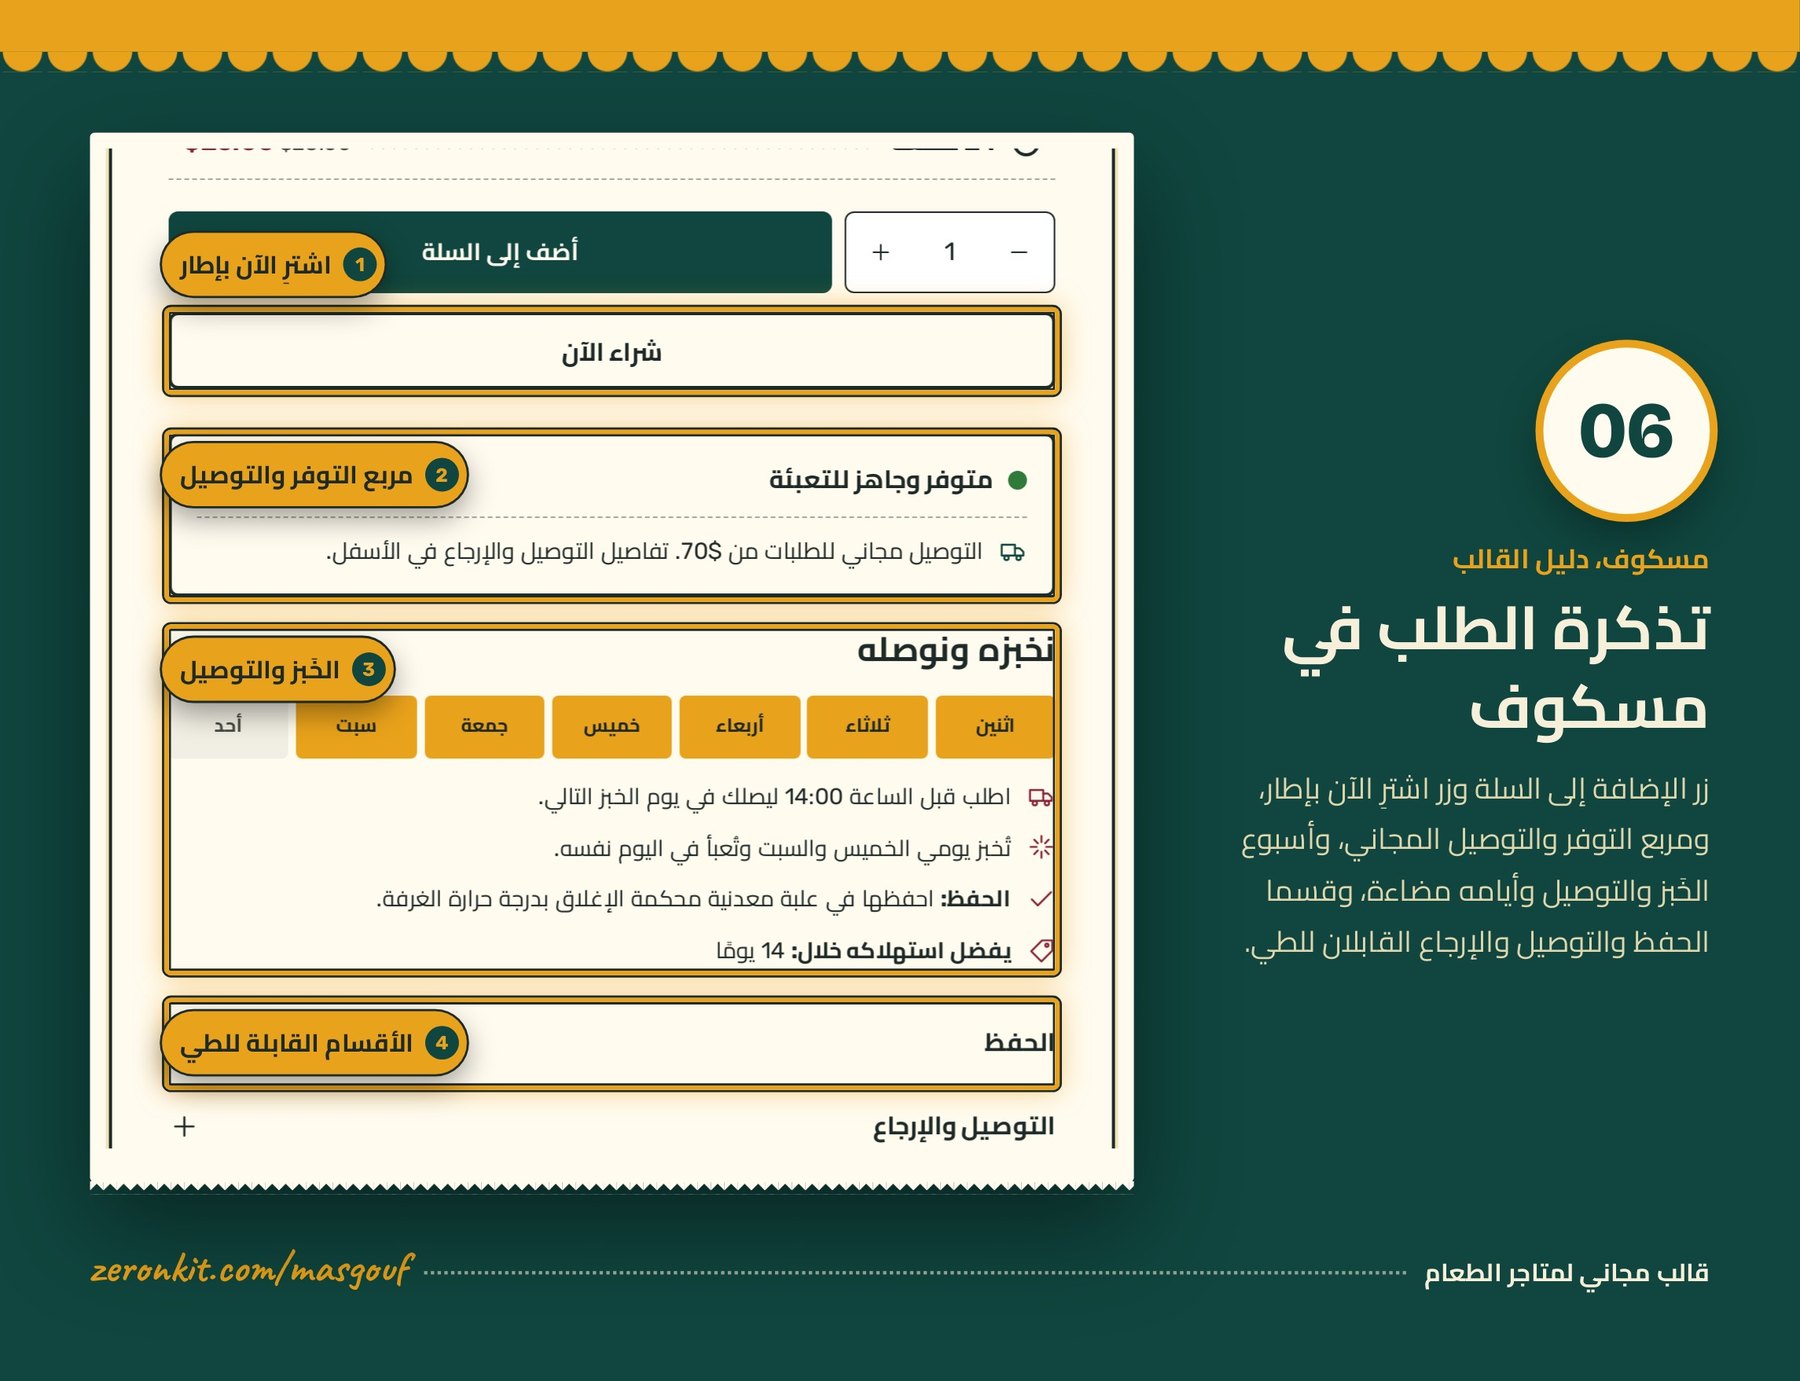 06
مسكوف، دليل القالب
تذكرة الطلب في
مسكوف
زر الإضافة إلى السلة وزر اشترِ الآن بإطار،
ومربع التوفر والتوصيل المجاني، وأسبوع
الخَبز والتوصيل وأيامه مضاءة، وقسما
الحفظ والتوصيل والإرجاع القابلان للطي.
− 1 +
أضف إلى السلة
1 اشترِ الآن بإطار
شراء الآن
2 مربع التوفر والتوصيل
متوفر وجاهز للتعبئة
التوصيل مجاني للطلبات من $70. تفاصيل التوصيل والإرجاع في الأسفل.
نخبزه ونوصله
3 الخَبز والتوصيل
اثنين ثلاثاء أربعاء خميس جمعة سبت أحد
اطلب قبل الساعة 14:00 ليصلك في يوم الخبز التالي.
تُخبز يومي الخميس والسبت وتُعبأ في اليوم نفسه.
الحفظ: احفظها في علبة معدنية محكمة الإغلاق بدرجة حرارة الغرفة.
يفضل استهلاكه خلال: 14 يومًا
الحفظ
4 الأقسام القابلة للطي
التوصيل والإرجاع +
قالب مجاني لمتاجر الطعام
zeronkit.com/masgouf